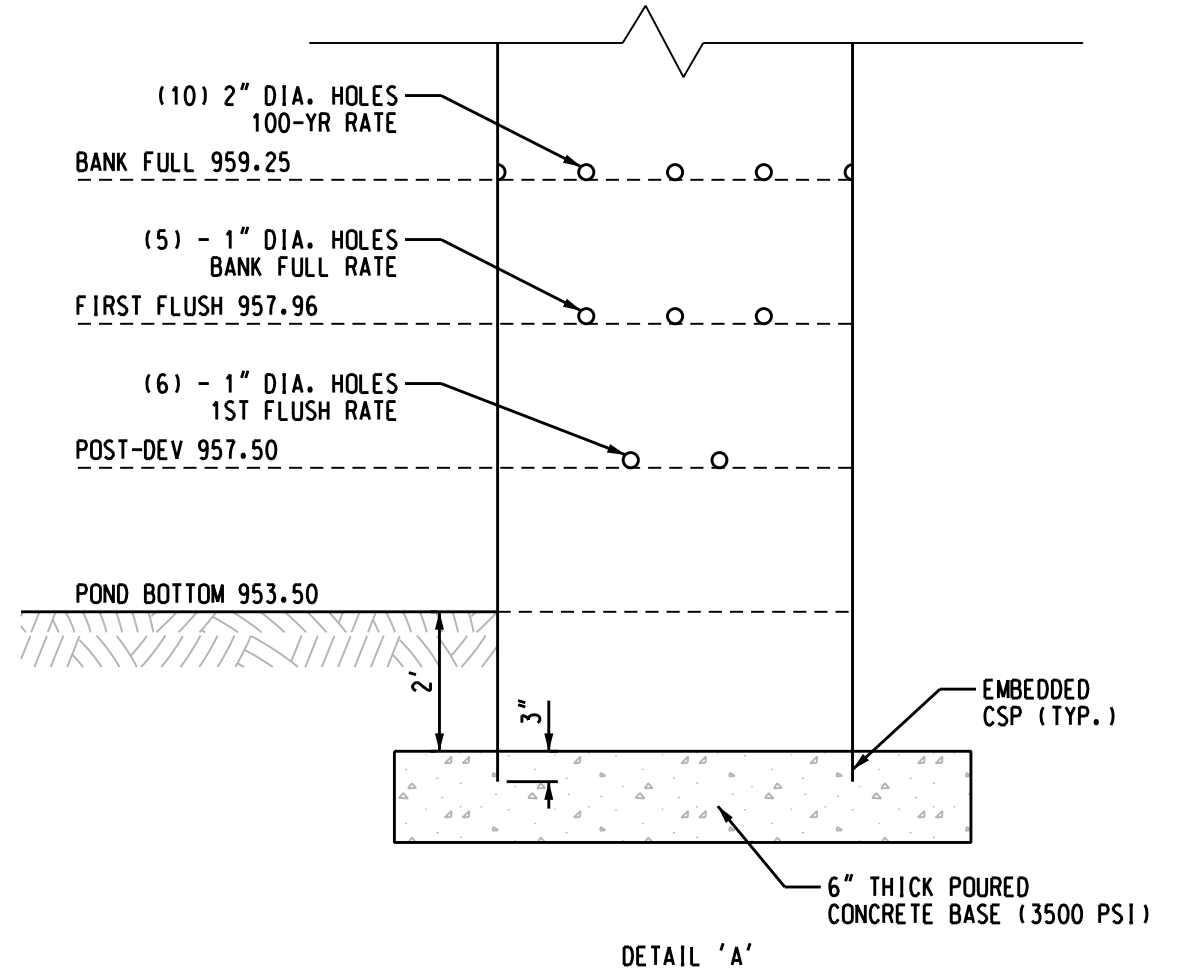 (10) 2" DIA. HOLES
100-YR RATE
BANK FULL 959.25
(5) - 1" DIA. HOLES
BANK FULL RATE
FIRST FLUSH 957.96
(6) - 1" DIA. HOLES
1ST FLUSH RATE
POST-DEV 957.50
POND BOTTOM 953.50
2'
3"
EMBEDDED
CSP (TYP.)
6" THICK POURED
CONCRETE BASE (3500 PSI)
DETAIL 'A'